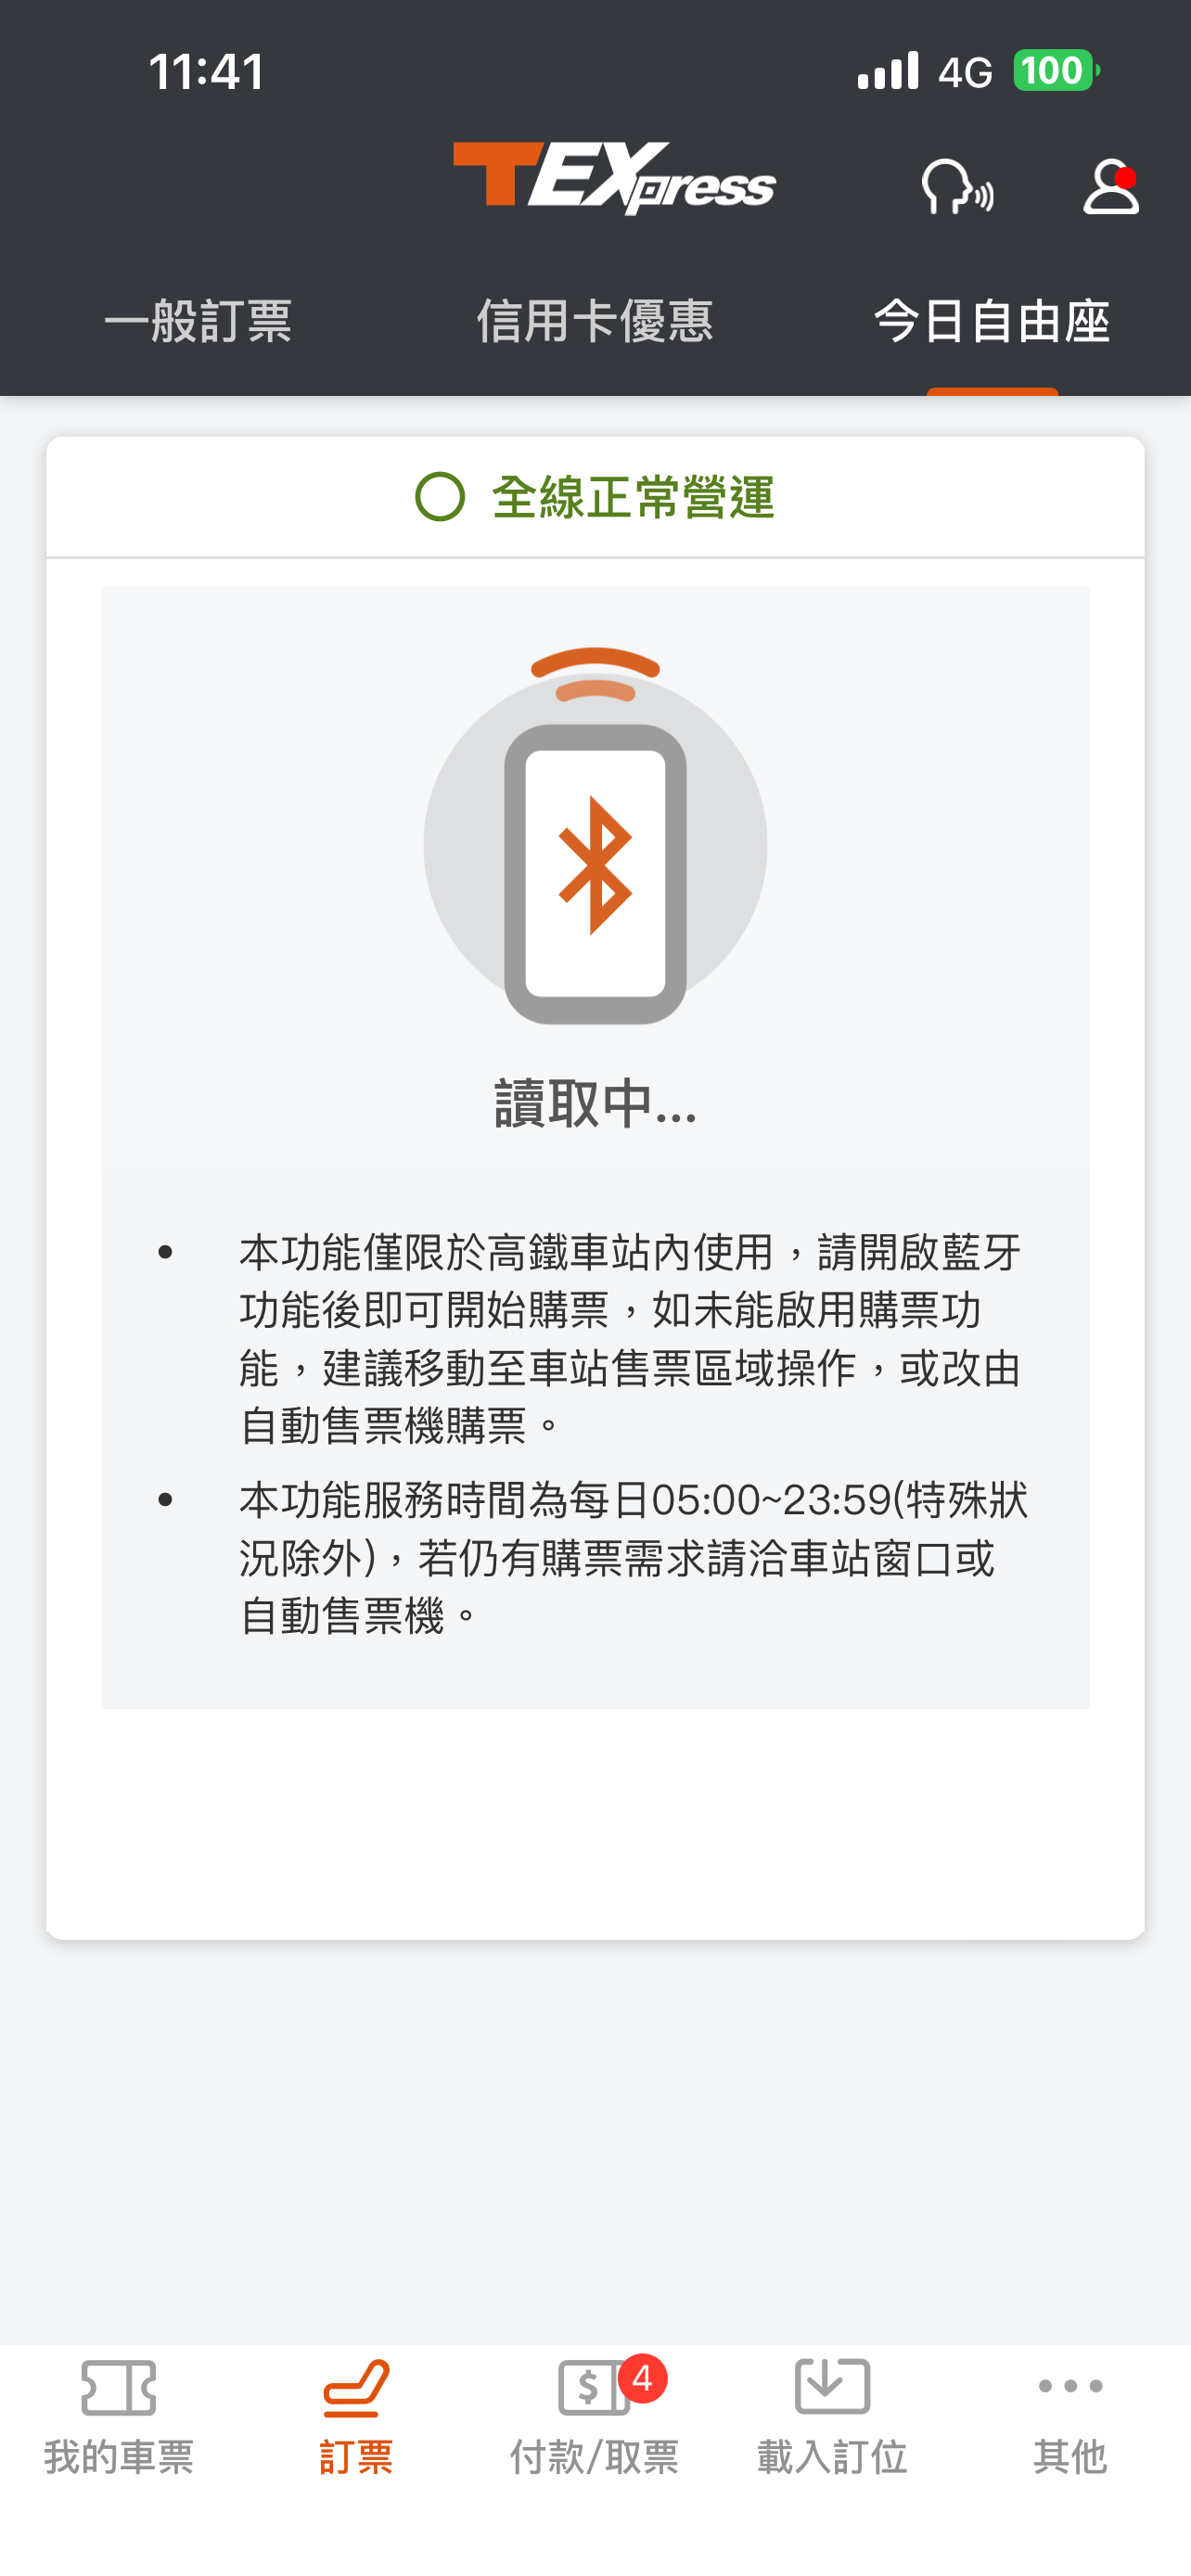 11:41
4G
100
TEXpress
一般訂票
信用卡優惠
今日自由座
全線正常營運
讀取中...
• 本功能僅限於高鐵車站內使用，請開啟藍牙
功能後即可開始購票，如未能啟用購票功
能，建議移動至車站售票區域操作，或改由
自動售票機購票。
• 本功能服務時間為每日05:00~23:59(特殊狀
況除外)，若仍有購票需求請洽車站窗口或
自動售票機。
$
4
我的車票
訂票
付款/取票
載入訂位
其他